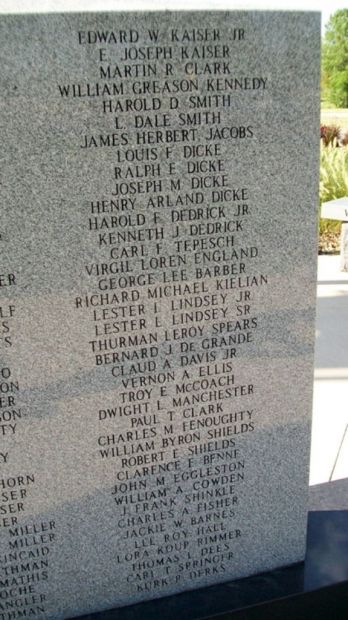 EDWARD W KAISER JR
E. JOSEPH KAISER
MARTIN R CLARK
WILLIAM GREASON KENNEDY
HAROLD D SMITH
L. DALE SMITH
JAMES HERBERT JACOBS
LOUIS F DICKE
RALPH E DICKE
JOSEPH M DICKE
HENRY ARLAND DICKE
HAROLD F DEDRICK JR
KENNETH J DEDRICK
CARL F TEPESCH
VIRGIL LOREN ENGLAND
GEORGE LEE BARBER
RICHARD MICHAEL KIELIAN
LESTER L LINDSEY JR
LESTER L LINDSEY SR
THURMAN LEROY SPEARS
BERNARD J DE GRANDE
CLAUD A DAVIS JR
VERNON A ELLIS
TROY E McCOACH
DWIGHT L MANCHESTER
PAUL T CLARK
CHARLES M FENOUGHTY
WILLIAM BYRON SHIELDS
ROBERT E SHIELDS
CLARENCE E BENNE
JOHN M EGGLESTON
WILLIAM A COWDEN
J FRANK SHINKLE
CHARLES A FISHER
JACKIE W BARNES
LEE ROY HALL
LORA KOUP RIMMER
THOMAS L DEES
CARL T SPRINGER
KURK P DERKS
HORN
MILLER
MILLER
KINCAID
MATHIS